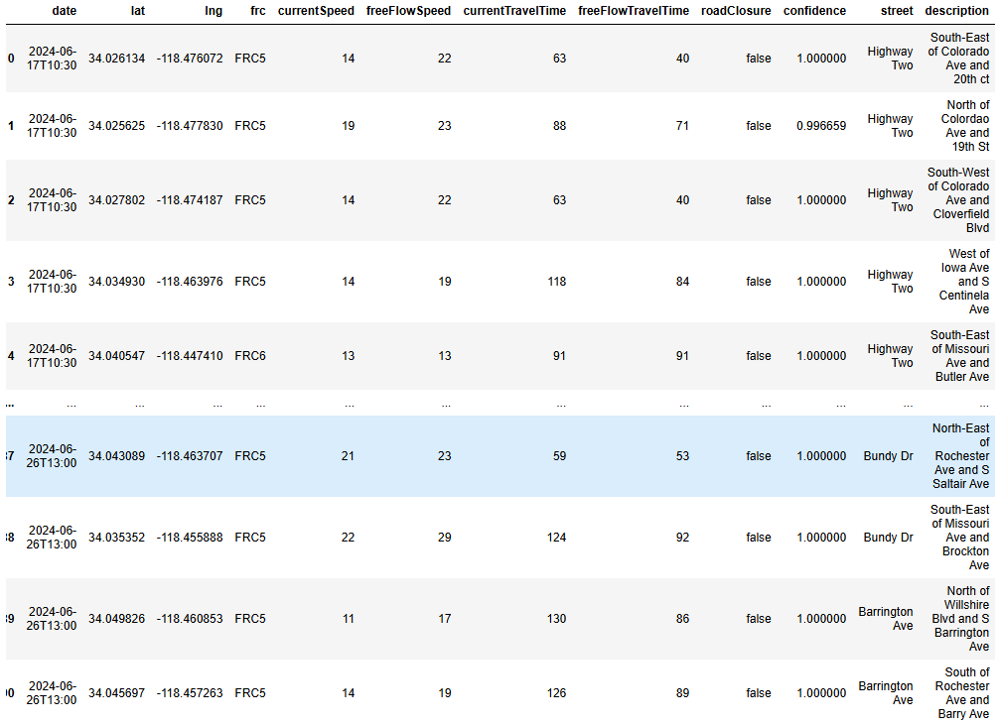 date lat lng frc currentSpeed freeFlowSpeed currentTravelTime freeFlowTravelTime roadClosure confidence street description
0 2024-06-17T10:30 34.026134 -118.476072 FRC5 14 22 63 40 false 1.000000 Highway Two South-East of Colorado Ave and 20th ct
1 2024-06-17T10:30 34.025625 -118.477830 FRC5 19 23 88 71 false 0.996659 Highway Two North of Colordao Ave and 19th St
2 2024-06-17T10:30 34.027802 -118.474187 FRC5 14 22 63 40 false 1.000000 Highway Two South-West of Colorado Ave and Cloverfield Blvd
3 2024-06-17T10:30 34.034930 -118.463976 FRC5 14 19 118 84 false 1.000000 Highway Two West of Iowa Ave and S Centinela Ave
4 2024-06-17T10:30 34.040547 -118.447410 FRC6 13 13 91 91 false 1.000000 Highway Two South-East of Missouri Ave and Butler Ave
... ... ... ... ... ... ... ... ... ... ... ... ...
37 2024-06-26T13:00 34.043089 -118.463707 FRC5 21 23 59 53 false 1.000000 Bundy Dr North-East of Rochester Ave and S Saltair Ave
38 2024-06-26T13:00 34.035352 -118.455888 FRC5 22 29 124 92 false 1.000000 Bundy Dr South-East of Missouri Ave and Brockton Ave
39 2024-06-26T13:00 34.049826 -118.460853 FRC5 11 17 130 86 false 1.000000 Barrington Ave North of Willshire Blvd and S Barrington Ave
2024-06-26T13:00 34.045697 -118.457263 FRC5 14 19 126 89 false 1.000000 Barrington Ave South of Rochester Ave and Barry Ave